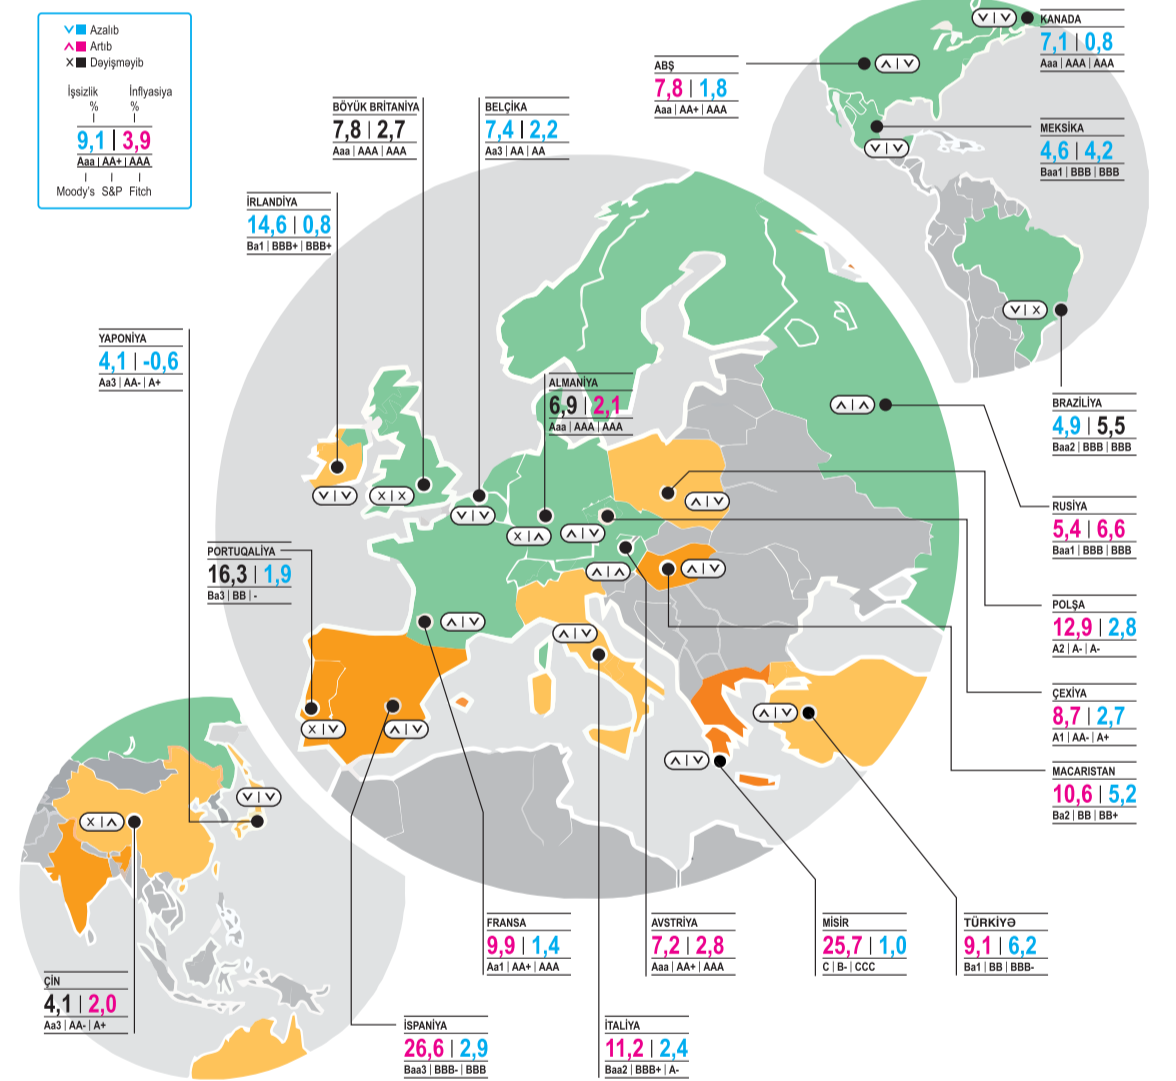 Azalıb
Artıb
Dəyişməyib
İşsizlik
%
İnflyasiya
%
9,1 | 3,9
Aaa | AA+ | AAA
Moody's S&P Fitch
KANADA
7,1 | 0,8
Aaa | AAA | AAA
ABŞ
7,8 | 1,8
Aaa | AA+ | AAA
MEKSİKA
4,6 | 4,2
Baa1 | BBB | BBB
BÖYÜK BRİTANİYA
7,8 | 2,7
Aaa | AAA | AAA
BELÇİKA
7,4 | 2,2
Aa3 | AA | AA
İRLANDİYA
14,6 | 0,8
Ba1 | BBB+ | BBB+
YAPONİYA
4,1 | -0,6
Aa3 | AA- | A+
ALMANİYA
6,9 | 2,1
Aaa | AAA | AAA
BRAZİLİYA
4,9 | 5,5
Baa2 | BBB | BBB
RUSİYA
5,4 | 6,6
Baa1 | BBB | BBB
PORTUQALİYA
16,3 | 1,9
Ba3 | BB | -
POLŞA
12,9 | 2,8
A2 | A- | A-
ÇEXİYA
8,7 | 2,7
A1 | AA- | A+
MACARISTAN
10,6 | 5,2
Ba2 | BB | BB+
FRANSA
9,9 | 1,4
Aa1 | AA+ | AAA
AVSTRİYA
7,2 | 2,8
Aaa | AA+ | AAA
MİSİR
25,7 | 1,0
C | B- | CCC
TÜRKİYƏ
9,1 | 6,2
Ba1 | BB | BBB-
ÇİN
4,1 | 2,0
Aa3 | AA- | A+
İSPANİYA
26,6 | 2,9
Baa3 | BBB- | BBB
İTALİYA
11,2 | 2,4
Baa2 | BBB+ | A-